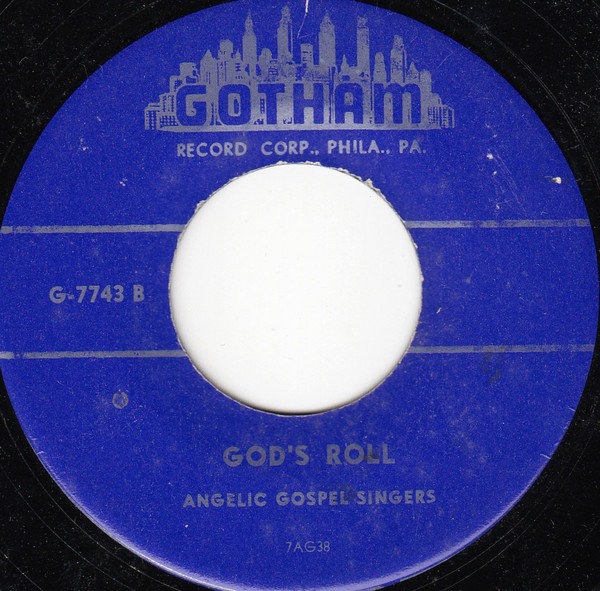 GOTHAM
RECORD CORP., PHILA., PA.
G-7743 B
GOD'S ROLL
ANGELIC GOSPEL SINGERS
7AG38